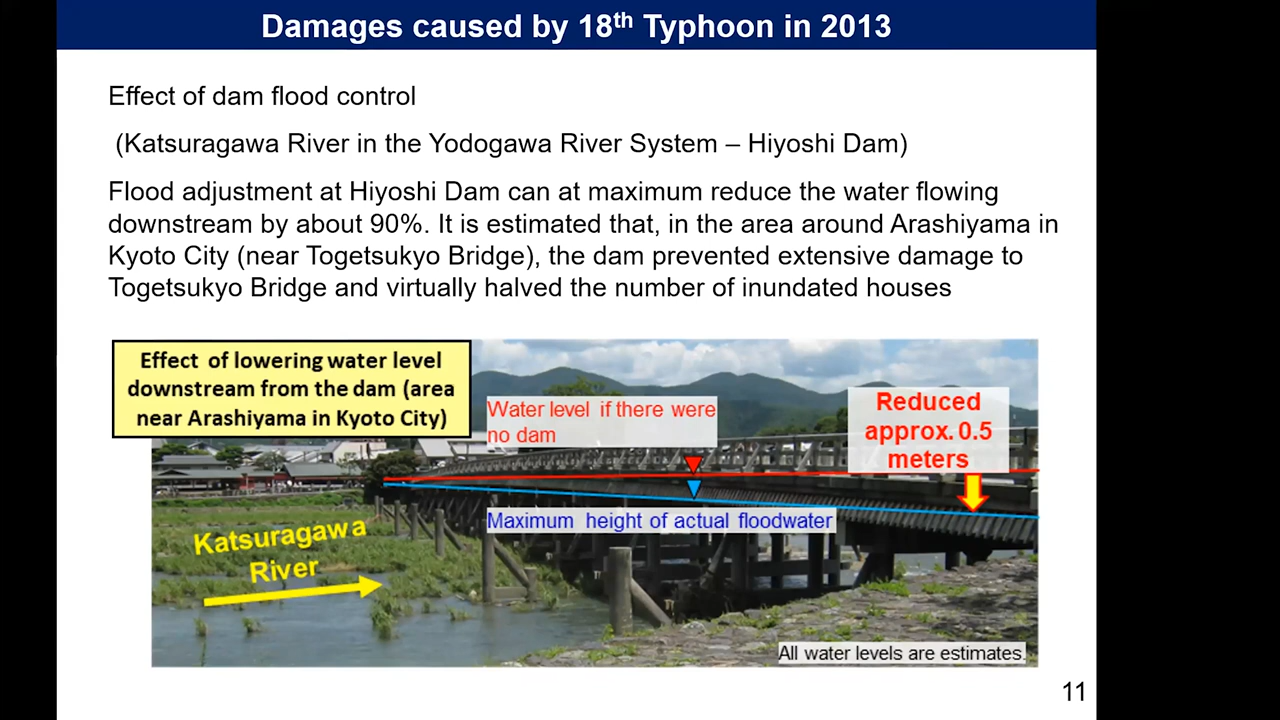 Damages caused by 18th Typhoon in 2013
Effect of dam flood control
(Katsuragawa River in the Yodogawa River System – Hiyoshi Dam)
Flood adjustment at Hiyoshi Dam can at maximum reduce the water flowing
downstream by about 90%. It is estimated that, in the area around Arashiyama in
Kyoto City (near Togetsukyo Bridge), the dam prevented extensive damage to
Togetsukyo Bridge and virtually halved the number of inundated houses
Effect of lowering water level
downstream from the dam (area
near Arashiyama in Kyoto City)
Water level if there were
no dam
Reduced
approx. 0.5
meters
Maximum height of actual floodwater
Katsuragawa
River
All water levels are estimates.
11